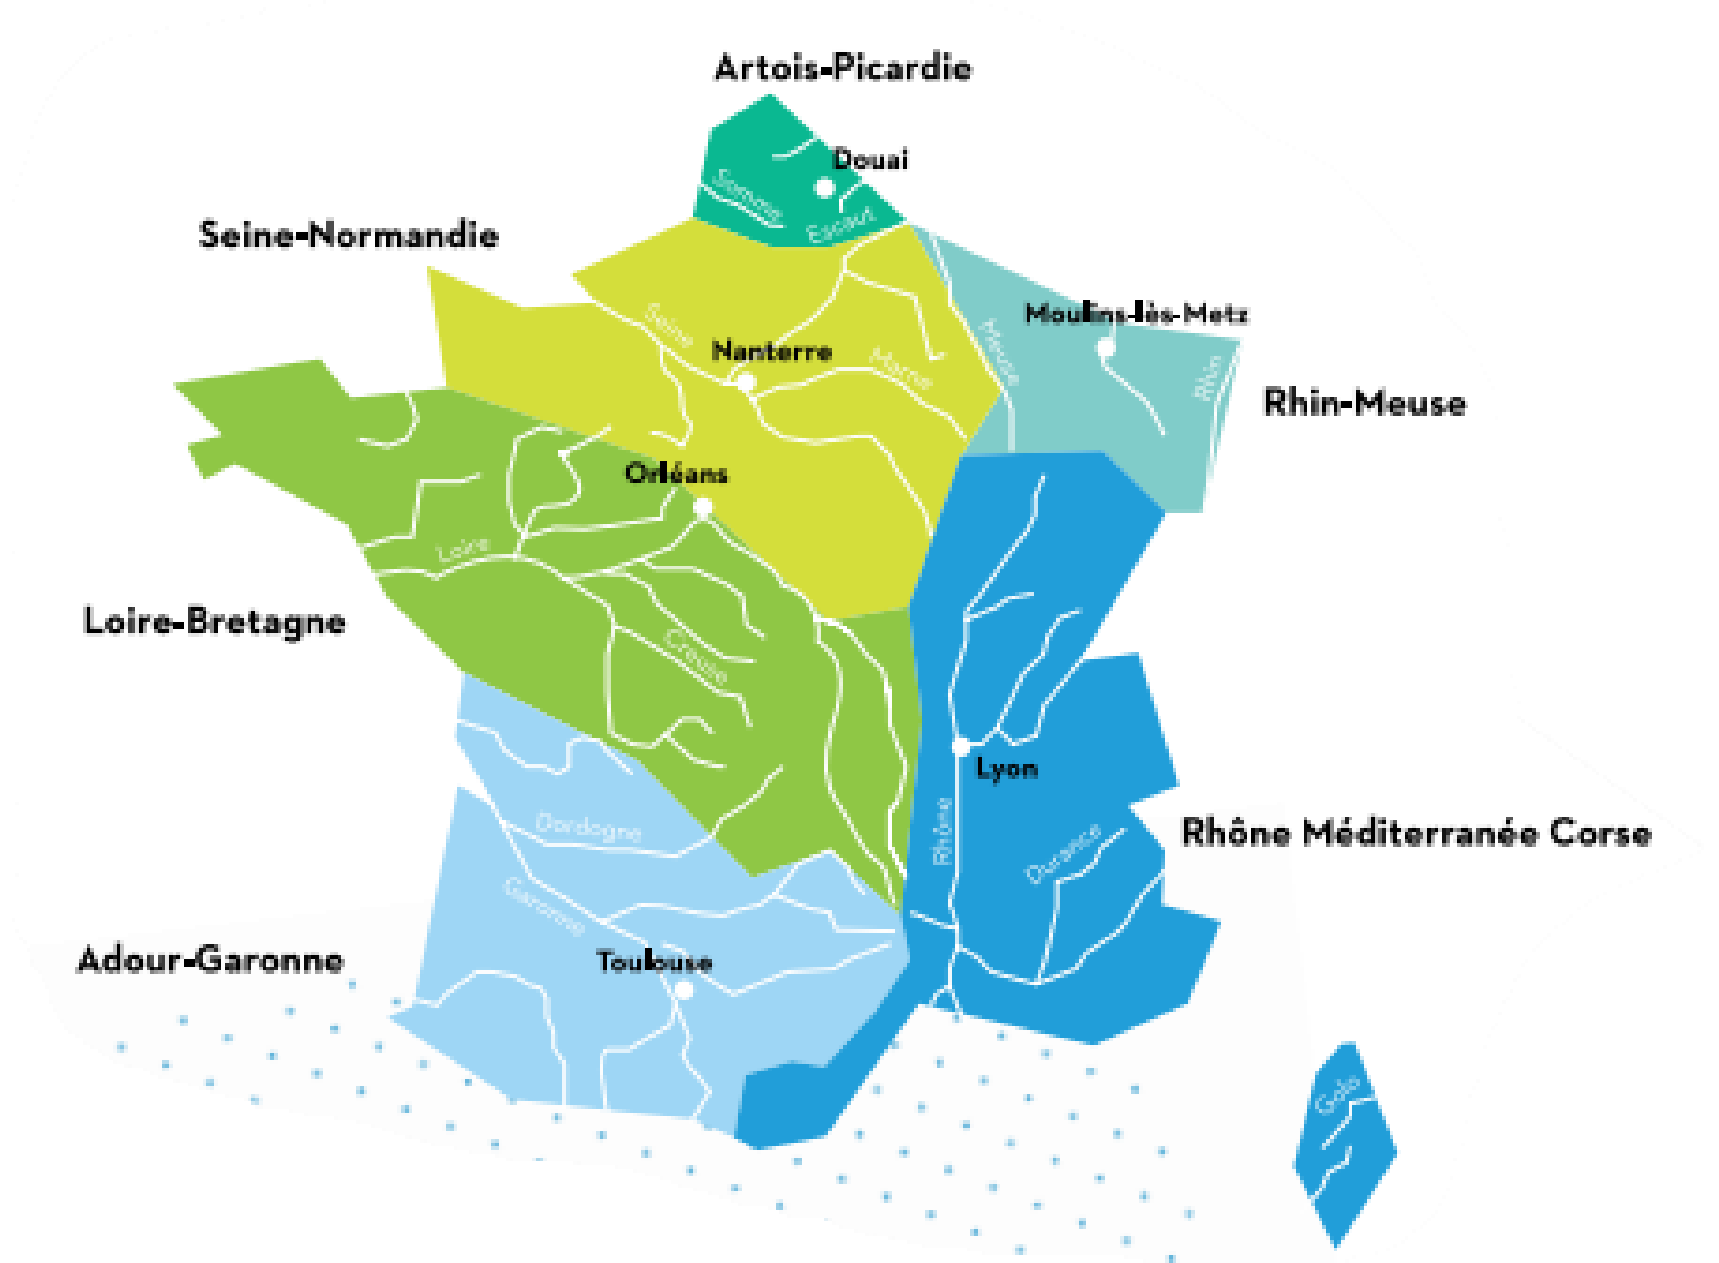 Artois-Picardie
Douai
Somme
Escaut
Seine-Normandie
Seine
Nanterre
Marne
Meuse
Moulins-lès-Metz
Rhin
Rhin-Meuse
Orléans
Loire
Loire-Bretagne
Creuse
Lyon
Rhône
Durance
Rhône Méditerranée Corse
Dordogne
Garonne
Adour-Garonne
Toulouse
Golo